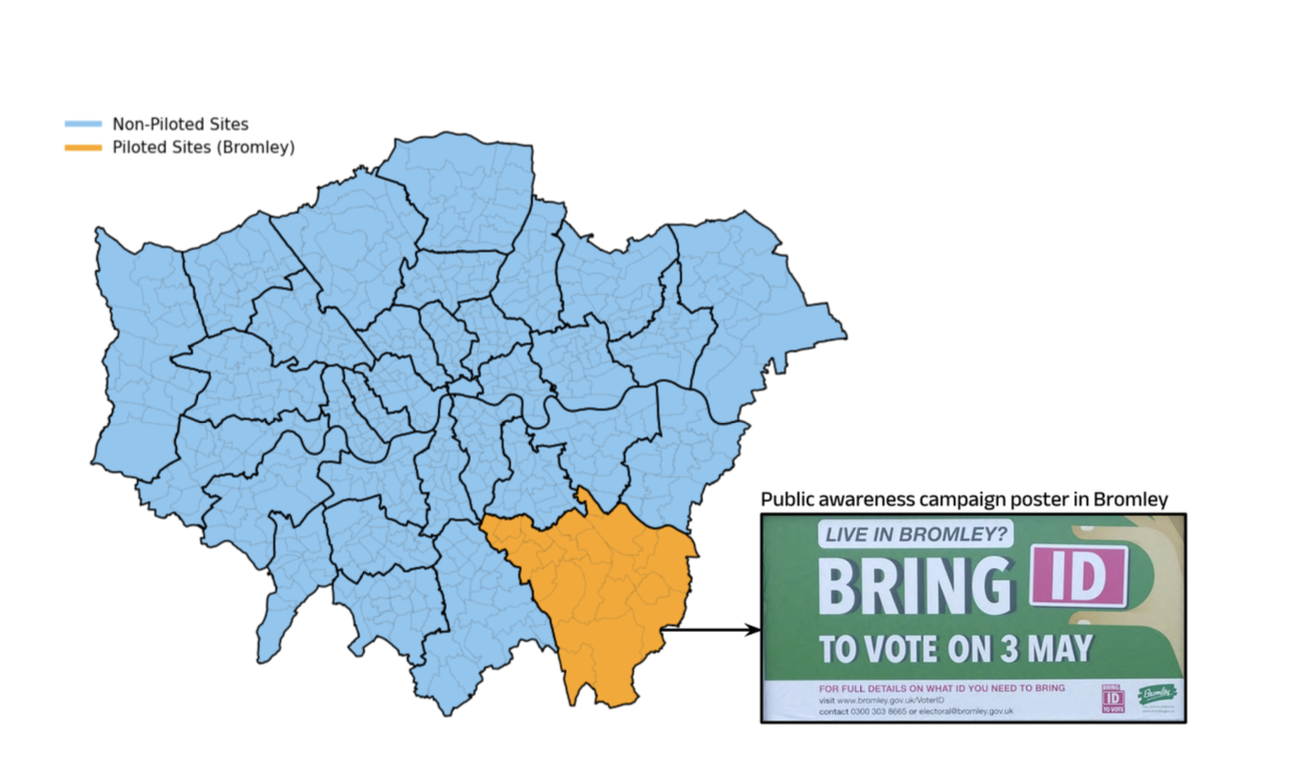 Non-Piloted Sites
Piloted Sites (Bromley)
Public awareness campaign poster in Bromley
LIVE IN BROMLEY?
BRING ID
TO VOTE ON 3 MAY
FOR FULL DETAILS ON WHAT ID YOU NEED TO BRING
visit www.bromley.gov.uk/VoterID
contact 0300 303 8665 or electoral@bromley.gov.uk
BRING
ID
TO VOTE
Bromley